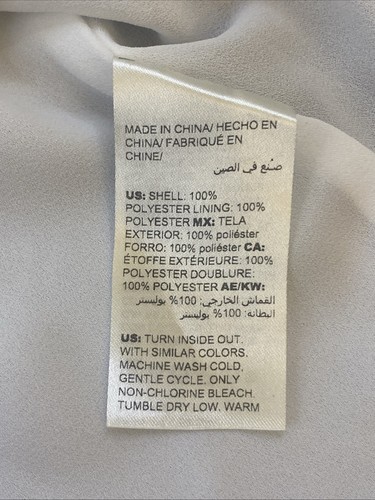 MADE IN CHINA/ HECHO EN
CHINA/ FABRIQUÉ EN
CHINE/
صُنع في الصين
US: SHELL: 100%
POLYESTER LINING: 100%
POLYESTER MX: TELA
EXTERIOR: 100% poliéster
FORRO: 100% poliéster CA:
ÉTOFFE EXTÉRIEURE: 100%
POLYESTER DOUBLURE:
100% POLYESTER AE/KW:
القماش الخارجي: 100% بوليستر
البطانة: 100% بوليستر
US: TURN INSIDE OUT.
WITH SIMILAR COLORS.
MACHINE WASH COLD,
GENTLE CYCLE. ONLY
NON-CHLORINE BLEACH.
TUMBLE DRY LOW. WARM